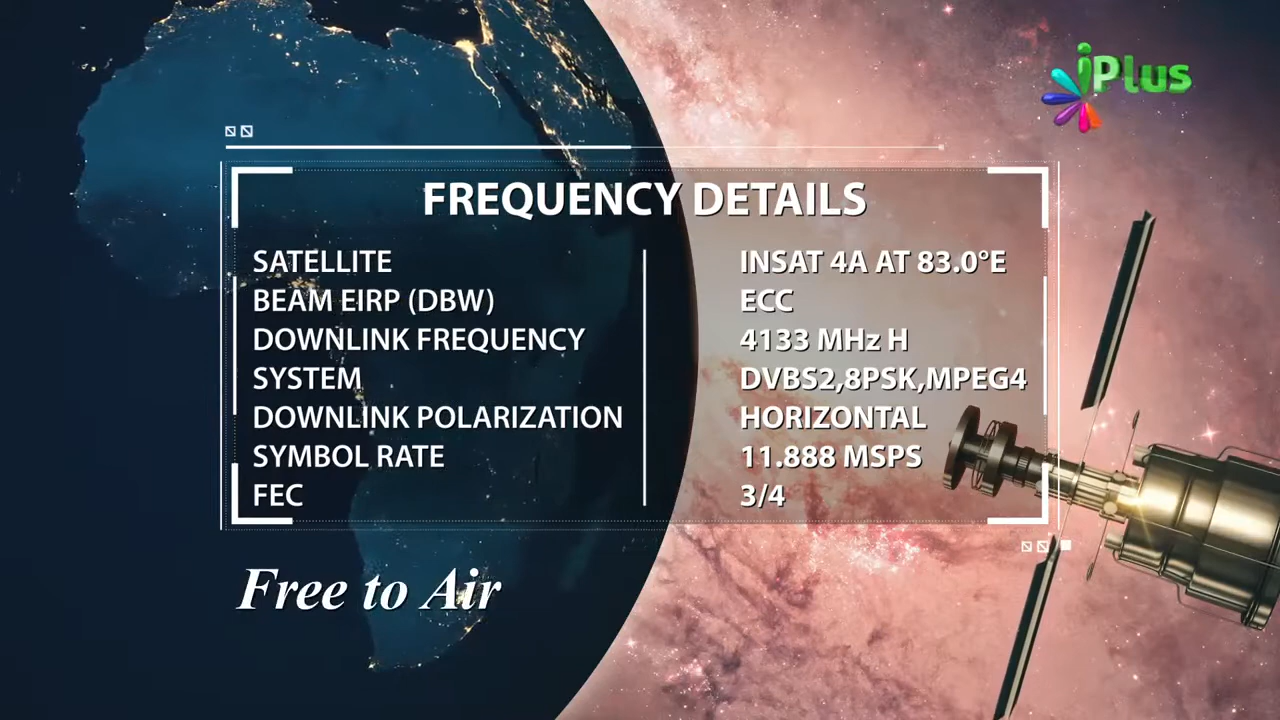 iPlus
FREQUENCY DETAILS
SATELLITE INSAT 4A AT 83.0°E
BEAM EIRP (DBW) ECC
DOWNLINK FREQUENCY 4133 MHz H
SYSTEM DVBS2,8PSK,MPEG4
DOWNLINK POLARIZATION HORIZONTAL
SYMBOL RATE 11.888 MSPS
FEC 3/4
Free to Air